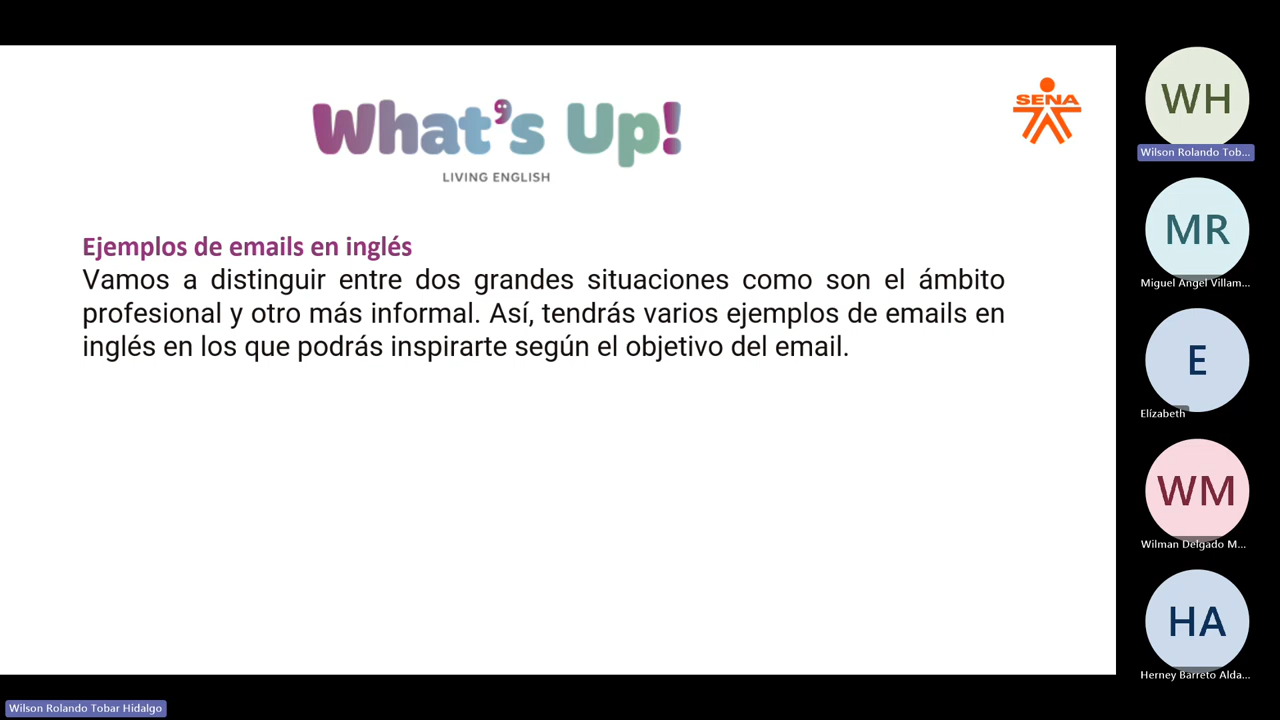 What's Up!
LIVING ENGLISH
SENA
Ejemplos de emails en inglés
Vamos a distinguir entre dos grandes situaciones como son el ámbito
profesional y otro más informal. Así, tendrás varios ejemplos de emails en
inglés en los que podrás inspirarte según el objetivo del email.
WH
Wilson Rolando Tob...
MR
Miguel Angel Villam...
E
Elízabeth
WM
Wilman Delgado M...
HA
Herney Barreto Alda...
Wilson Rolando Tobar Hidalgo